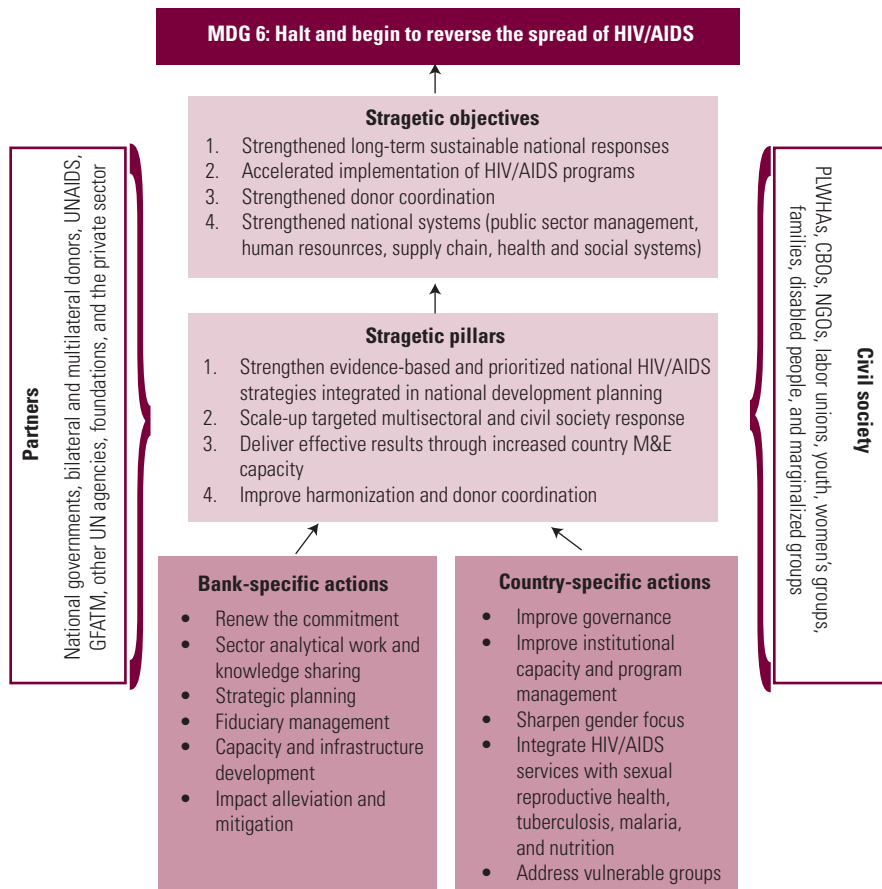 MDG 6: Halt and begin to reverse the spread of HIV/AIDS
Stragetic objectives
1. Strengthened long-term sustainable national responses
2. Accelerated implementation of HIV/AIDS programs
3. Strengthened donor coordination
4. Strengthened national systems (public sector management,
human resounrces, supply chain, health and social systems)
Partners
National governments, bilateral and multilateral donors, UNAIDS,
GFATM, other UN agencies, foundations, and the private sector
Stragetic pillars
1. Strengthen evidence-based and prioritized national HIV/AIDS
strategies integrated in national development planning
2. Scale-up targeted multisectoral and civil society response
3. Deliver effective results through increased country M&E
capacity
4. Improve harmonization and donor coordination
Civil society
PLWHAs, CBOs, NGOs, labor unions, youth, women's groups,
families, disabled people, and marginalized groups
Bank-specific actions
• Renew the commitment
• Sector analytical work and
knowledge sharing
• Strategic planning
• Fiduciary management
• Capacity and infrastructure
development
• Impact alleviation and
mitigation
Country-specific actions
• Improve governance
• Improve institutional
capacity and program
management
• Sharpen gender focus
• Integrate HIV/AIDS
services with sexual
reproductive health,
tuberculosis, malaria,
and nutrition
• Address vulnerable groups